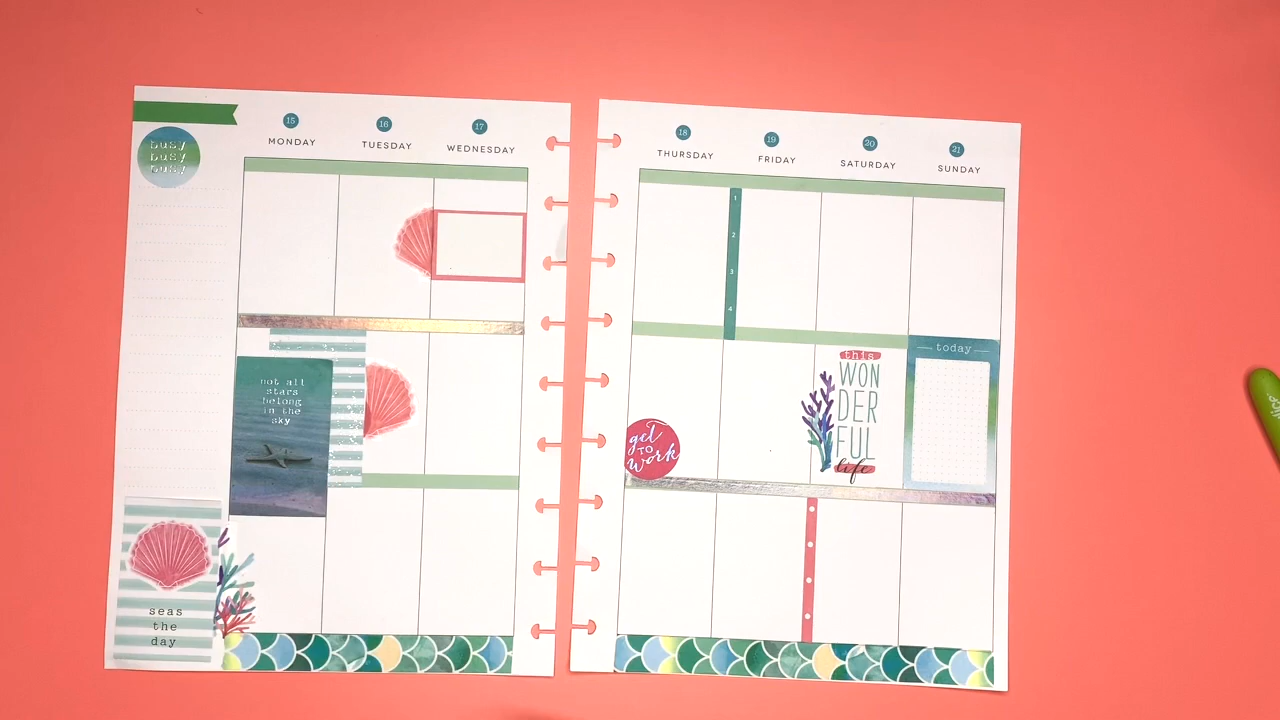 busy
busy
busy
15
MONDAY
16
TUESDAY
17
WEDNESDAY
not all
stars
belong
in the
sky
seas
the
day
18
THURSDAY
19
FRIDAY
20
SATURDAY
21
SUNDAY
1
2
3
4
get
TO
work
this
WON
DER
FUL
life
today